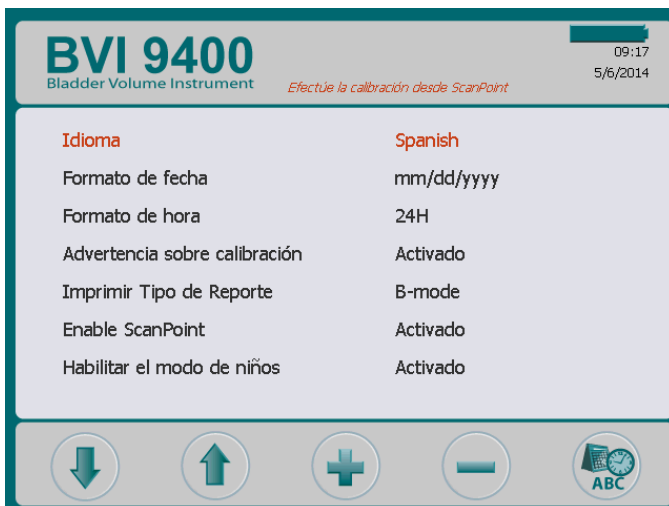 BVI 9400
Bladder Volume Instrument
Efectúe la calibración desde ScanPoint
09:17
5/6/2014
Idioma Spanish
Formato de fecha mm/dd/yyyy
Formato de hora 24H
Advertencia sobre calibración Activado
Imprimir Tipo de Reporte B-mode
Enable ScanPoint Activado
Habilitar el modo de niños Activado
ABC